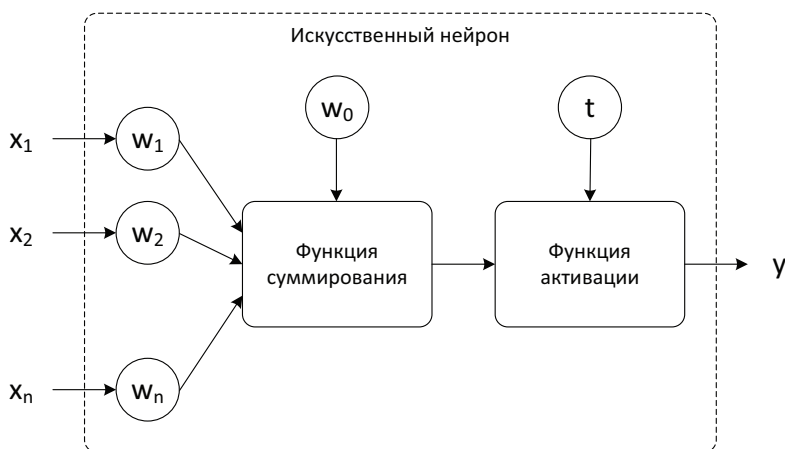 Искусственный нейрон
w₀
t
x₁
w₁
x₂
w₂
Функция
суммирования
Функция
активации
y
xₙ
wₙ